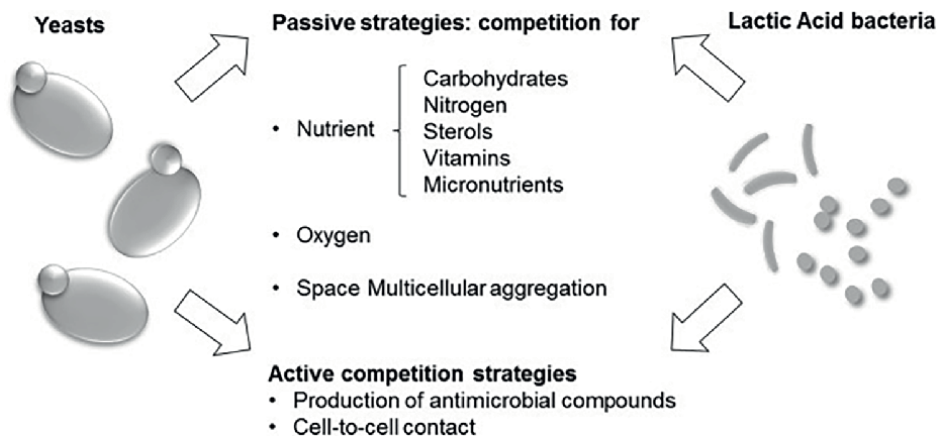 Yeasts
Passive strategies: competition for
Lactic Acid bacteria
• Nutrient
Carbohydrates
Nitrogen
Sterols
Vitamins
Micronutrients
• Oxygen
• Space Multicellular aggregation
Active competition strategies
• Production of antimicrobial compounds
• Cell-to-cell contact